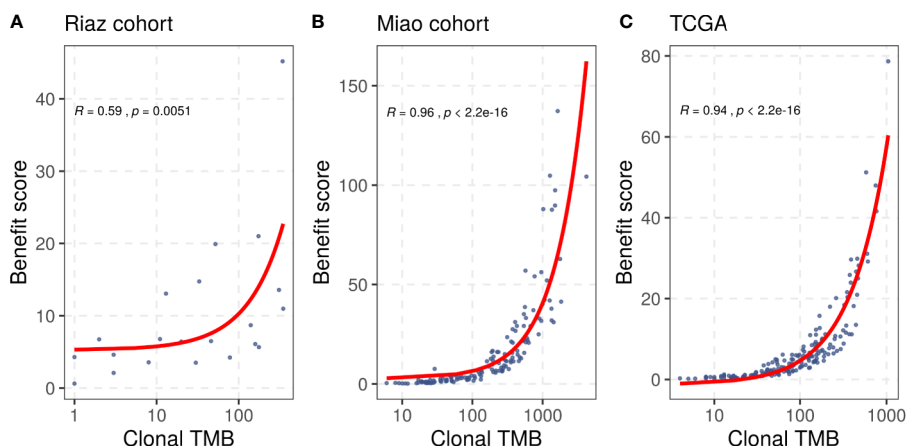 A Riaz cohort
R = 0.59 , p = 0.0051
Benefit score
0
10
20
30
40
1 10 100
Clonal TMB
B Miao cohort
R = 0.96 , p < 2.2e-16
Benefit score
0
50
100
150
10 100 1000
Clonal TMB
C TCGA
R = 0.94 , p < 2.2e-16
Benefit score
0
20
40
60
80
10 100 1000
Clonal TMB